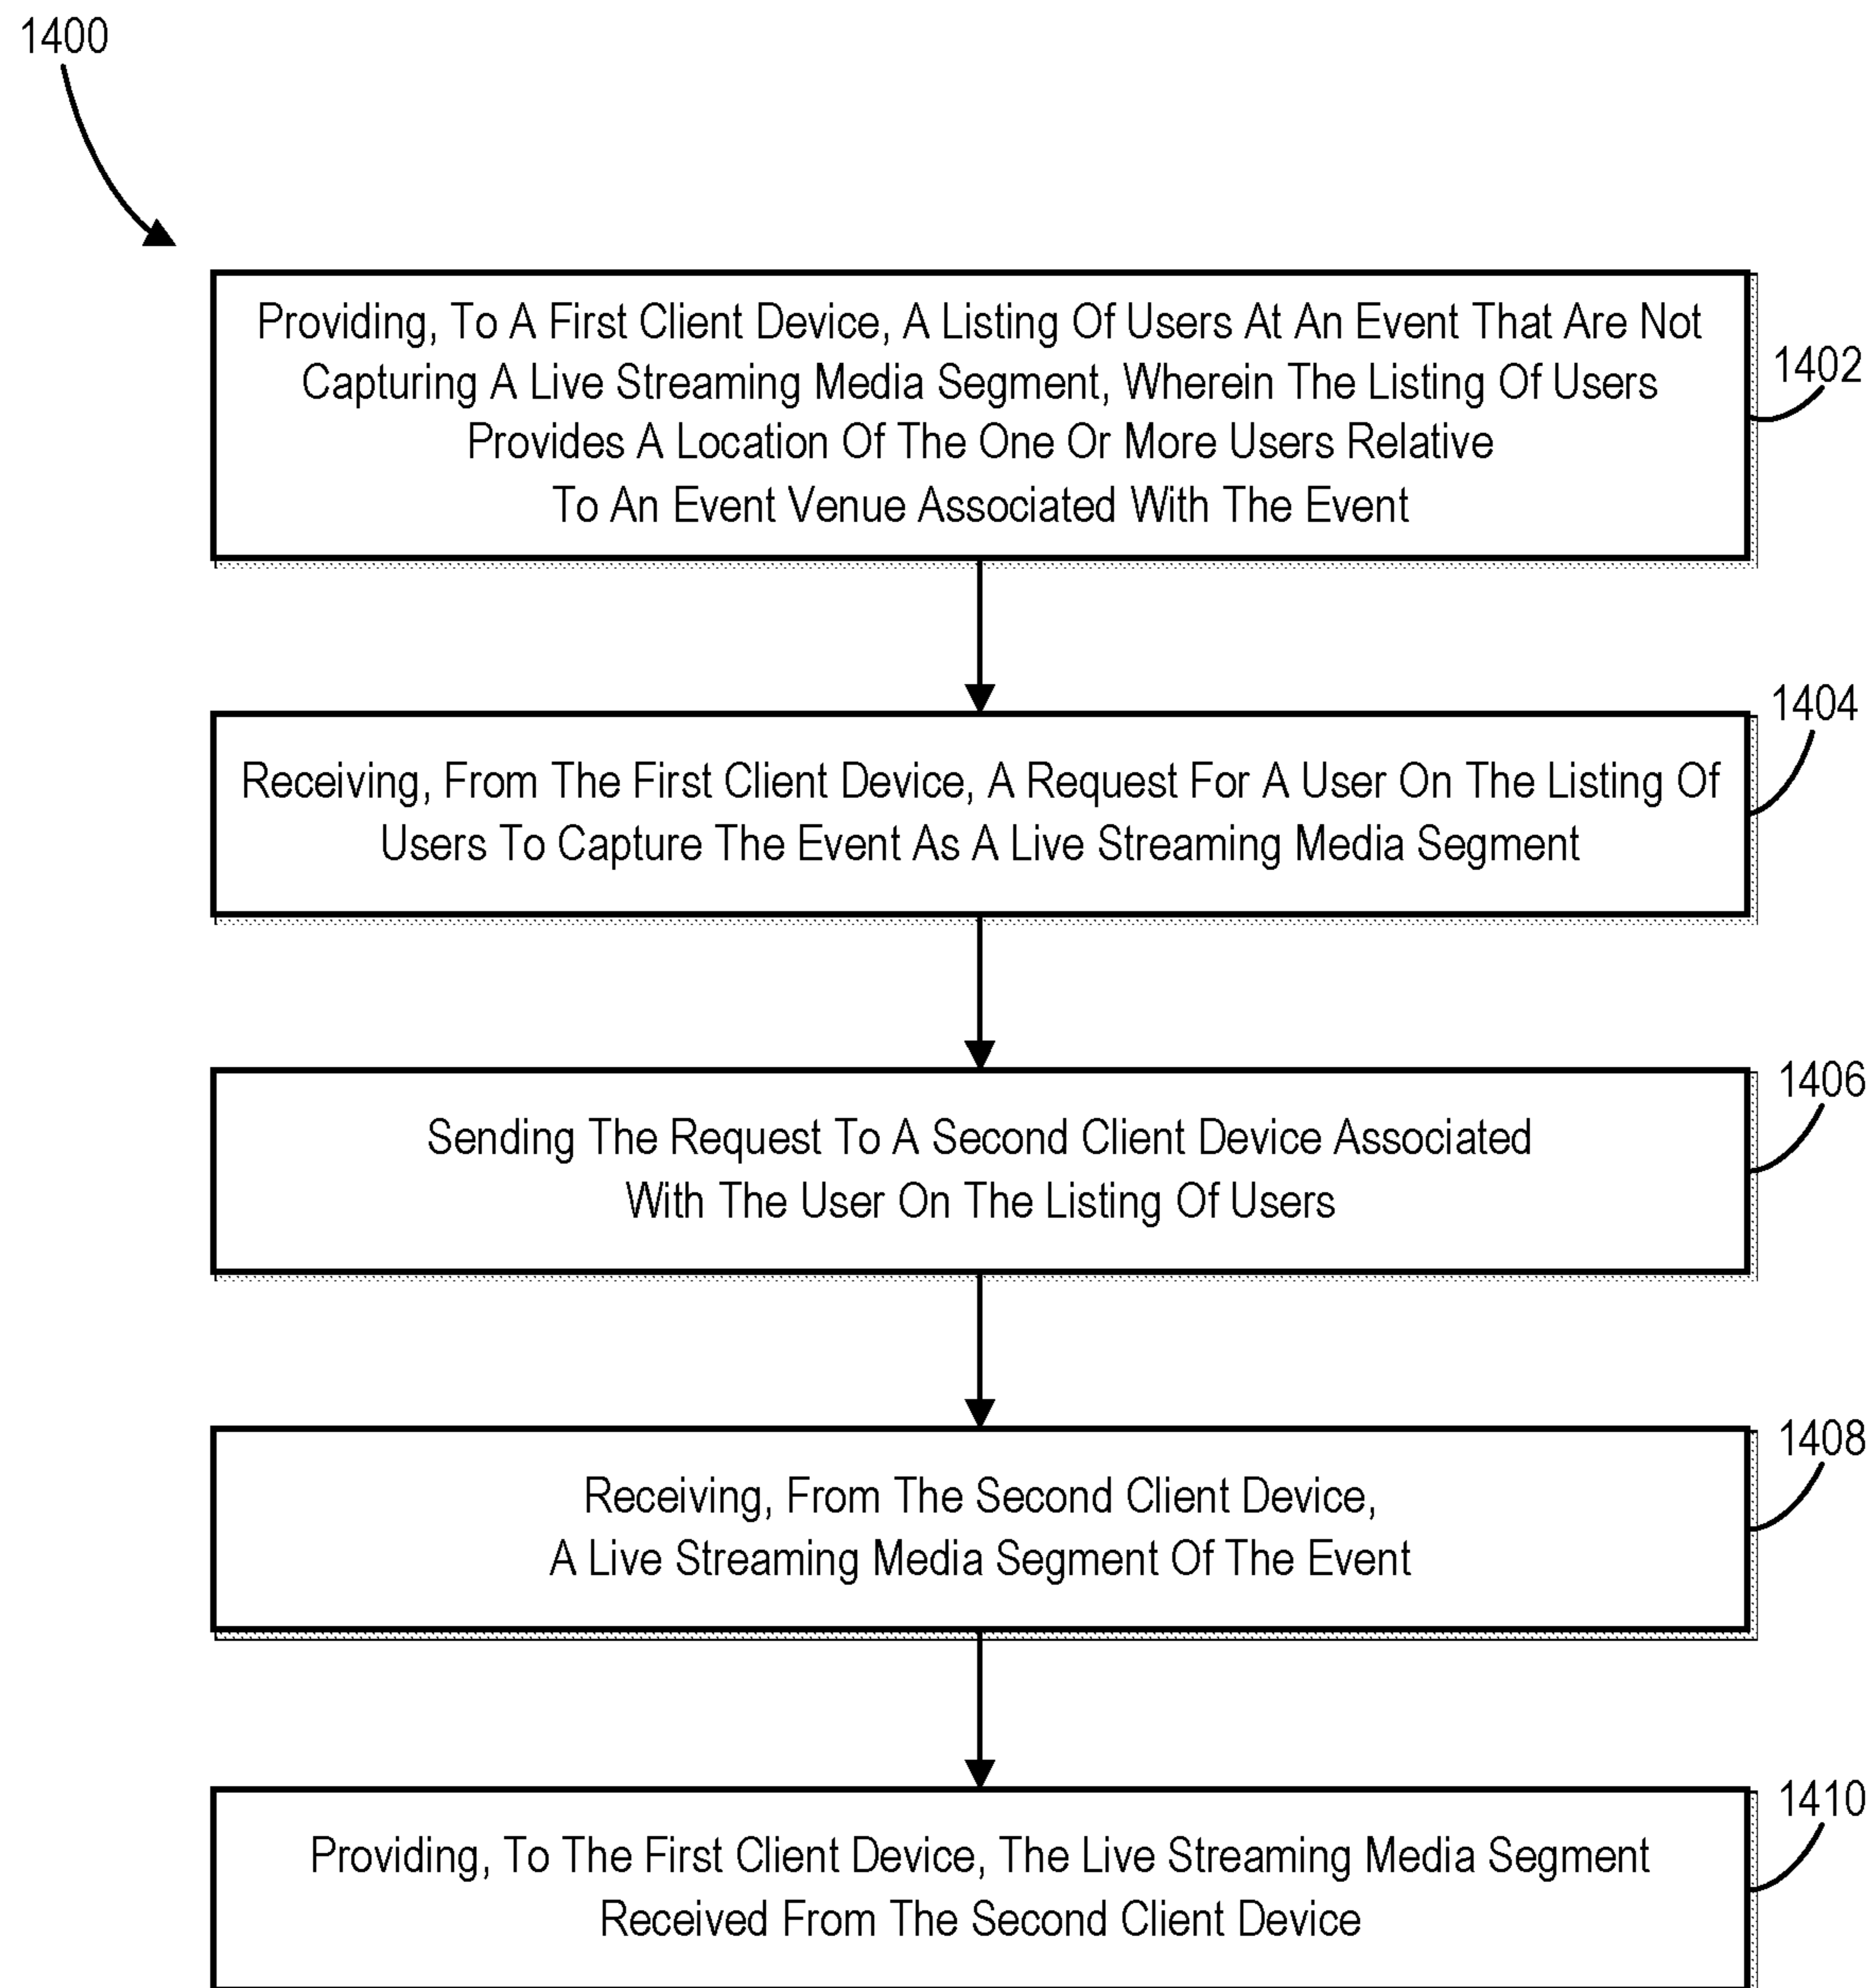 1400
Providing, To A First Client Device, A Listing Of Users At An Event That Are Not
Capturing A Live Streaming Media Segment, Wherein The Listing Of Users
Provides A Location Of The One Or More Users Relative
To An Event Venue Associated With The Event
1402
Receiving, From The First Client Device, A Request For A User On The Listing Of
Users To Capture The Event As A Live Streaming Media Segment
1404
Sending The Request To A Second Client Device Associated
With The User On The Listing Of Users
1406
Receiving, From The Second Client Device,
A Live Streaming Media Segment Of The Event
1408
Providing, To The First Client Device, The Live Streaming Media Segment
Received From The Second Client Device
1410